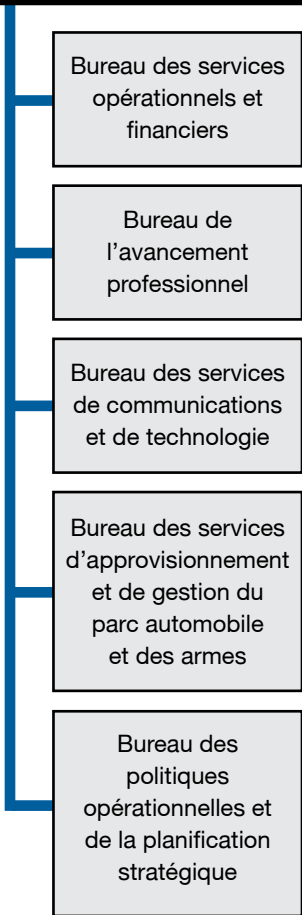 Bureau des services
opérationnels et
financiers
Bureau de
l’avancement
professionnel
Bureau des services
de communications
et de technologie
Bureau des services
d’approvisionnement
et de gestion du
parc automobile
et des armes
Bureau des
politiques
opérationnelles et
de la planification
stratégique